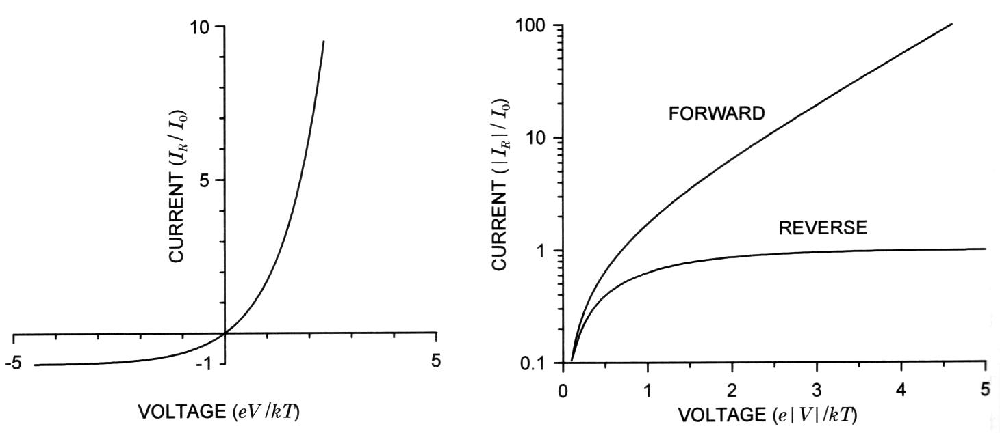 10
5
-5
-1
5
CURRENT (I_R / I_0)
VOLTAGE (eV/kT)
100
10
1
0.1
0
1
2
3
4
5
FORWARD
REVERSE
CURRENT (|I_R|/ I_0)
VOLTAGE (e|V|/kT)